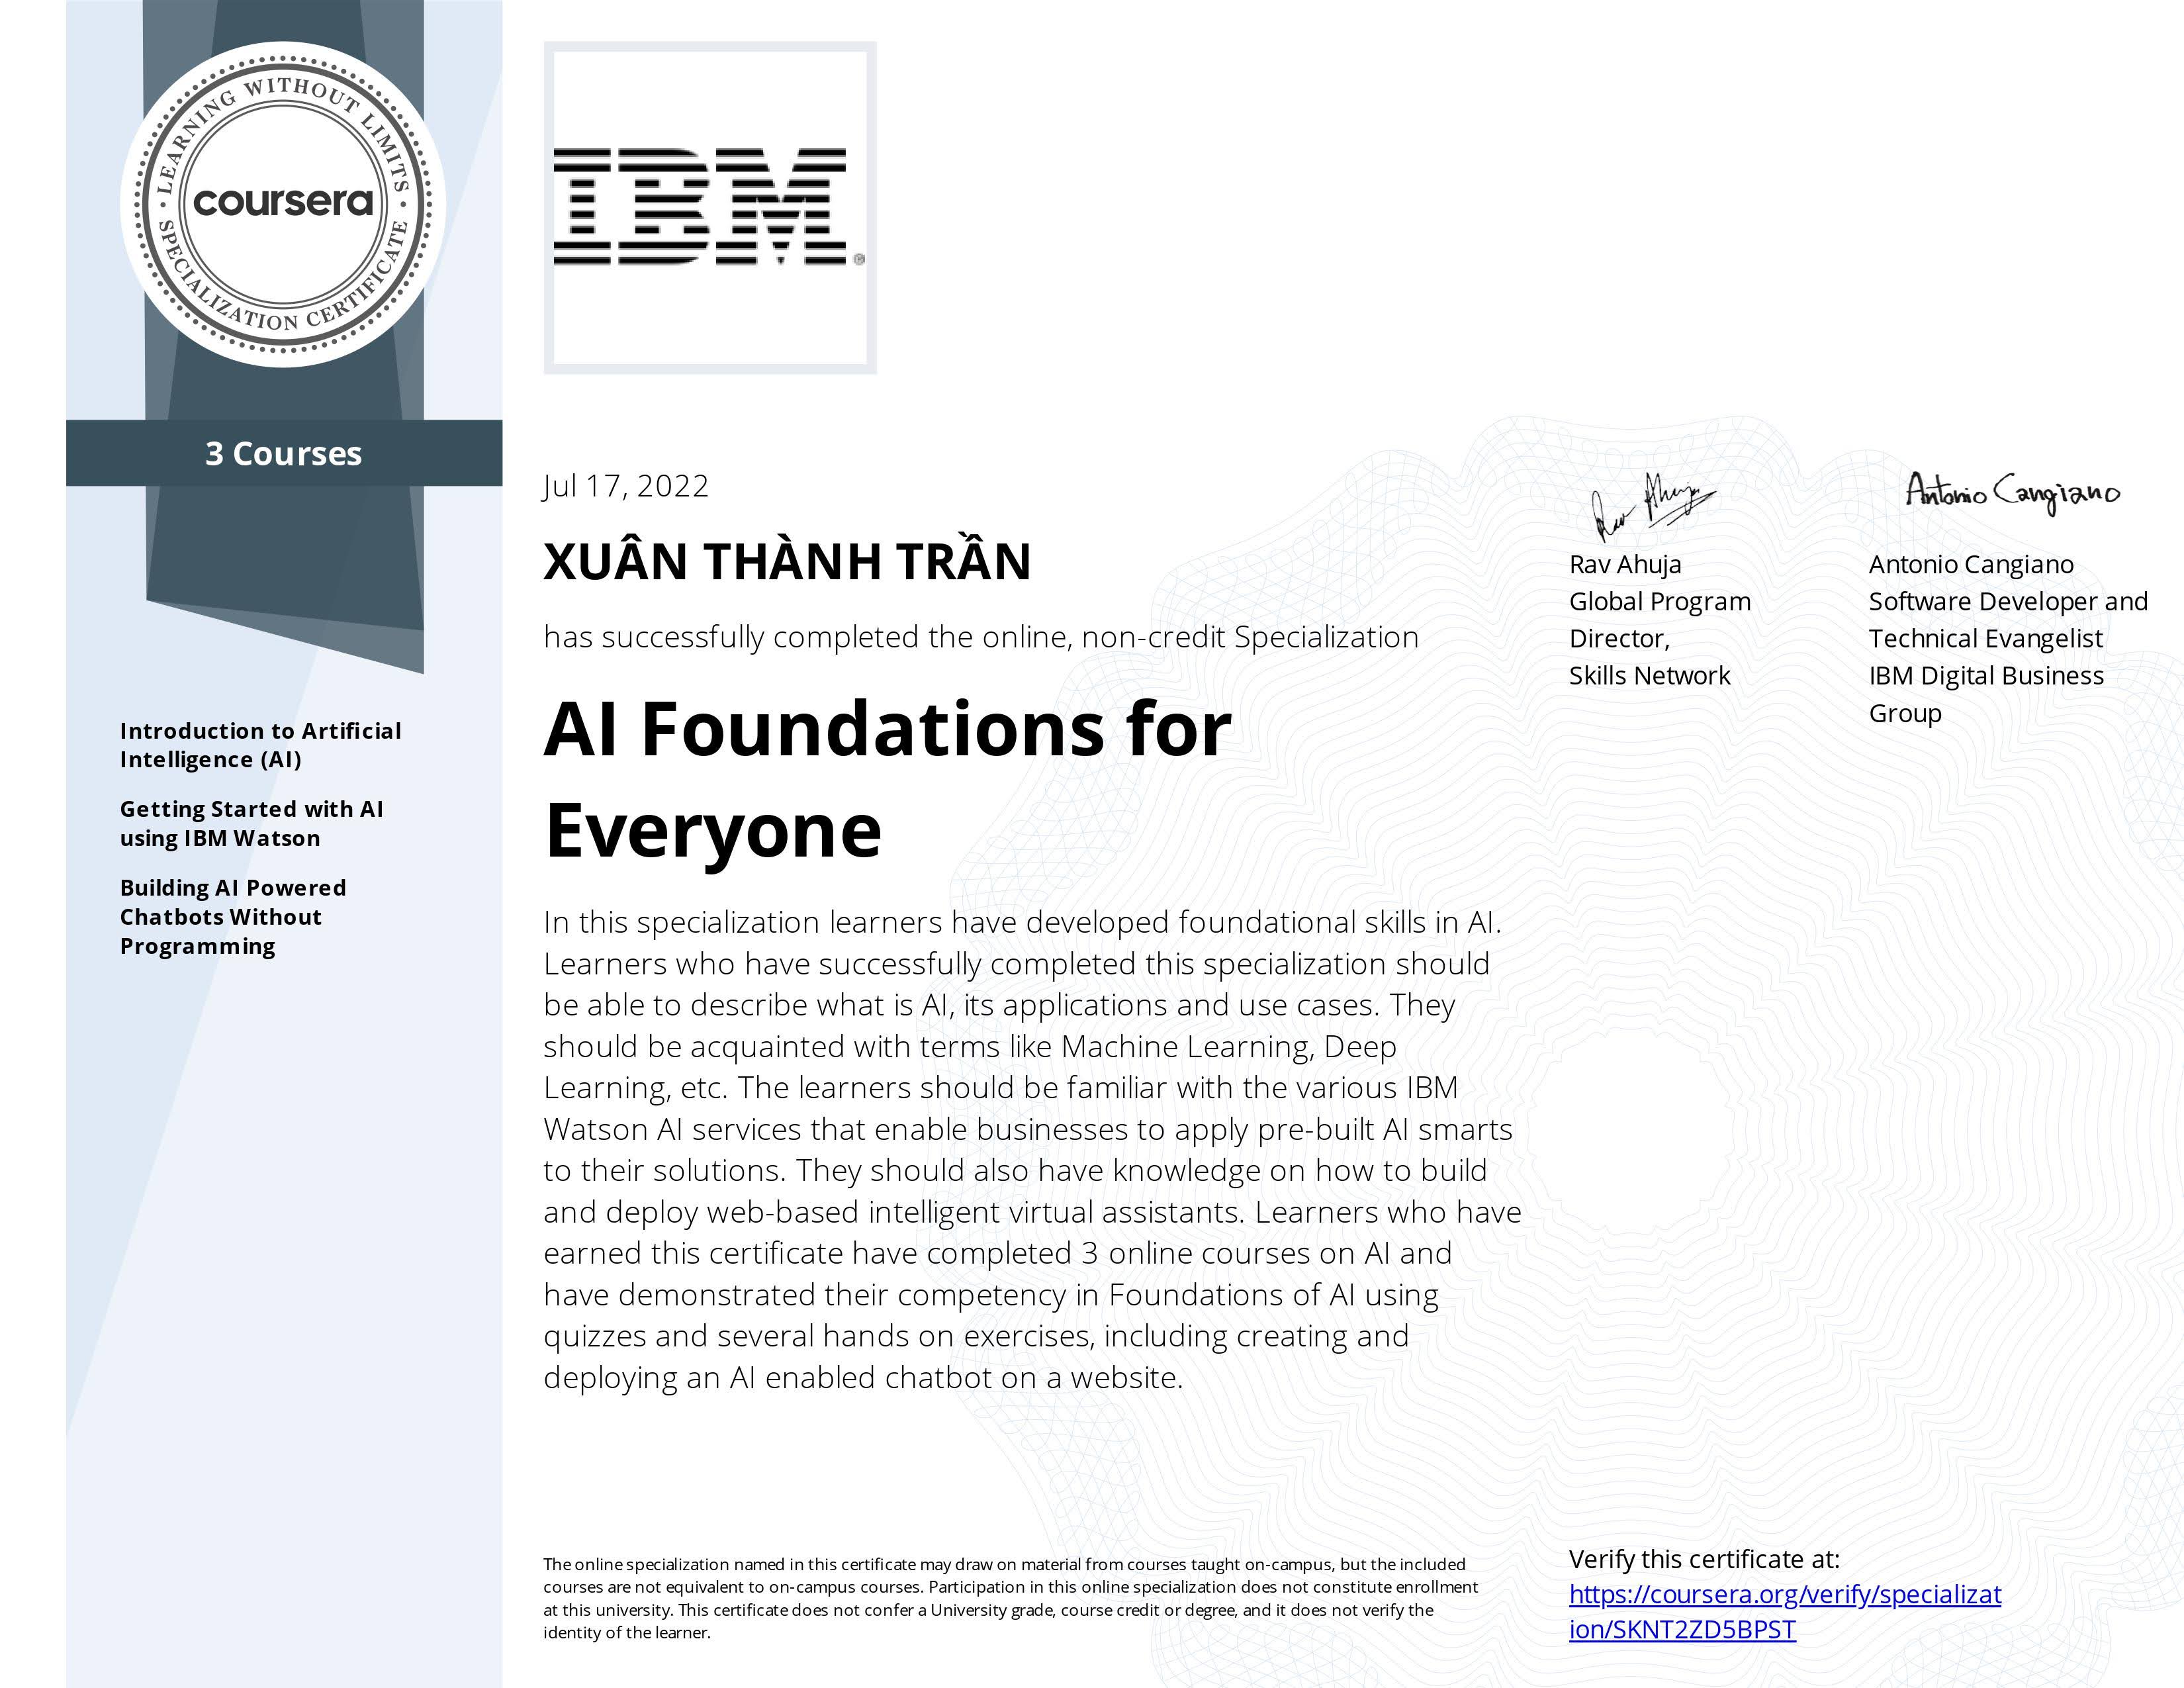 LEARNING WITHOUT LIMITS
coursera
SPECIALIZATION CERTIFICATE
3 Courses
Introduction to Artificial
Intelligence (AI)
Getting Started with AI
using IBM Watson
Building AI Powered
Chatbots Without
Programming
IBM®
Jul 17, 2022
XUÂN THÀNH TRẦN
has successfully completed the online, non-credit Specialization
AI Foundations for
Everyone
In this specialization learners have developed foundational skills in AI.
Learners who have successfully completed this specialization should
be able to describe what is AI, its applications and use cases. They
should be acquainted with terms like Machine Learning, Deep
Learning, etc. The learners should be familiar with the various IBM
Watson AI services that enable businesses to apply pre-built AI smarts
to their solutions. They should also have knowledge on how to build
and deploy web-based intelligent virtual assistants. Learners who have
earned this certificate have completed 3 online courses on AI and
have demonstrated their competency in Foundations of AI using
quizzes and several hands on exercises, including creating and
deploying an AI enabled chatbot on a website.
Rav Ahuja
Rav Ahuja
Global Program
Director,
Skills Network
Antonio Cangiano
Antonio Cangiano
Software Developer and
Technical Evangelist
IBM Digital Business
Group
The online specialization named in this certificate may draw on material from courses taught on-campus, but the included
courses are not equivalent to on-campus courses. Participation in this online specialization does not constitute enrollment
at this university. This certificate does not confer a University grade, course credit or degree, and it does not verify the
identity of the learner.
Verify this certificate at:
https://coursera.org/verify/specializat
ion/SKNT2ZD5BPST